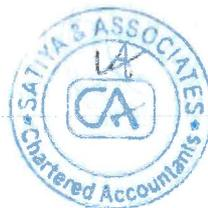 ★ SATIYA & ASSOCIATES ★
CA
Chartered Accountants